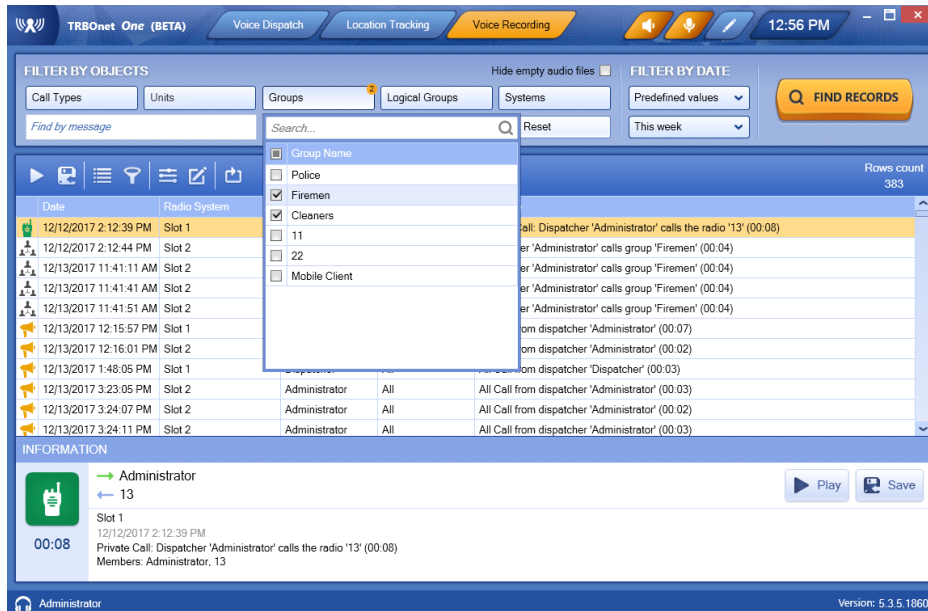 TRBOnet One (BETA) Voice Dispatch Location Tracking Voice Recording 12:56 PM
FILTER BY OBJECTS Hide empty audio files FILTER BY DATE
Call Types Units Groups 2 Logical Groups Systems Predefined values FIND RECORDS
Find by message Search... Reset This week
Group Name
Police
Firemen
Cleaners
11
22
Mobile Client
Rows count
383
Date Radio System
12/12/2017 2:12:39 PM Slot 1 all: Dispatcher 'Administrator' calls the radio '13' (00:08)
12/12/2017 2:12:44 PM Slot 2 er 'Administrator' calls group 'Firemen' (00:04)
12/13/2017 11:41:11 AM Slot 2 er 'Administrator' calls group 'Firemen' (00:04)
12/13/2017 11:41:41 AM Slot 2 er 'Administrator' calls group 'Firemen' (00:04)
12/13/2017 11:41:51 AM Slot 2 er 'Administrator' calls group 'Firemen' (00:04)
12/13/2017 12:15:57 PM Slot 1 om dispatcher 'Administrator' (00:07)
12/13/2017 12:16:01 PM Slot 2 om dispatcher 'Administrator' (00:02)
12/13/2017 1:48:05 PM Slot 1 All Call from dispatcher 'Dispatcher' (00:03)
12/13/2017 3:23:05 PM Slot 2 Administrator All All Call from dispatcher 'Administrator' (00:03)
12/13/2017 3:24:07 PM Slot 2 Administrator All All Call from dispatcher 'Administrator' (00:02)
12/13/2017 3:24:11 PM Slot 2 Administrator All All Call from dispatcher 'Administrator' (00:03)
INFORMATION
Administrator
13
Play Save
Slot 1
12/12/2017 2:12:39 PM
00:08
Private Call: Dispatcher 'Administrator' calls the radio '13' (00:08)
Members: Administrator, 13
Administrator Version: 5.3.5.1860